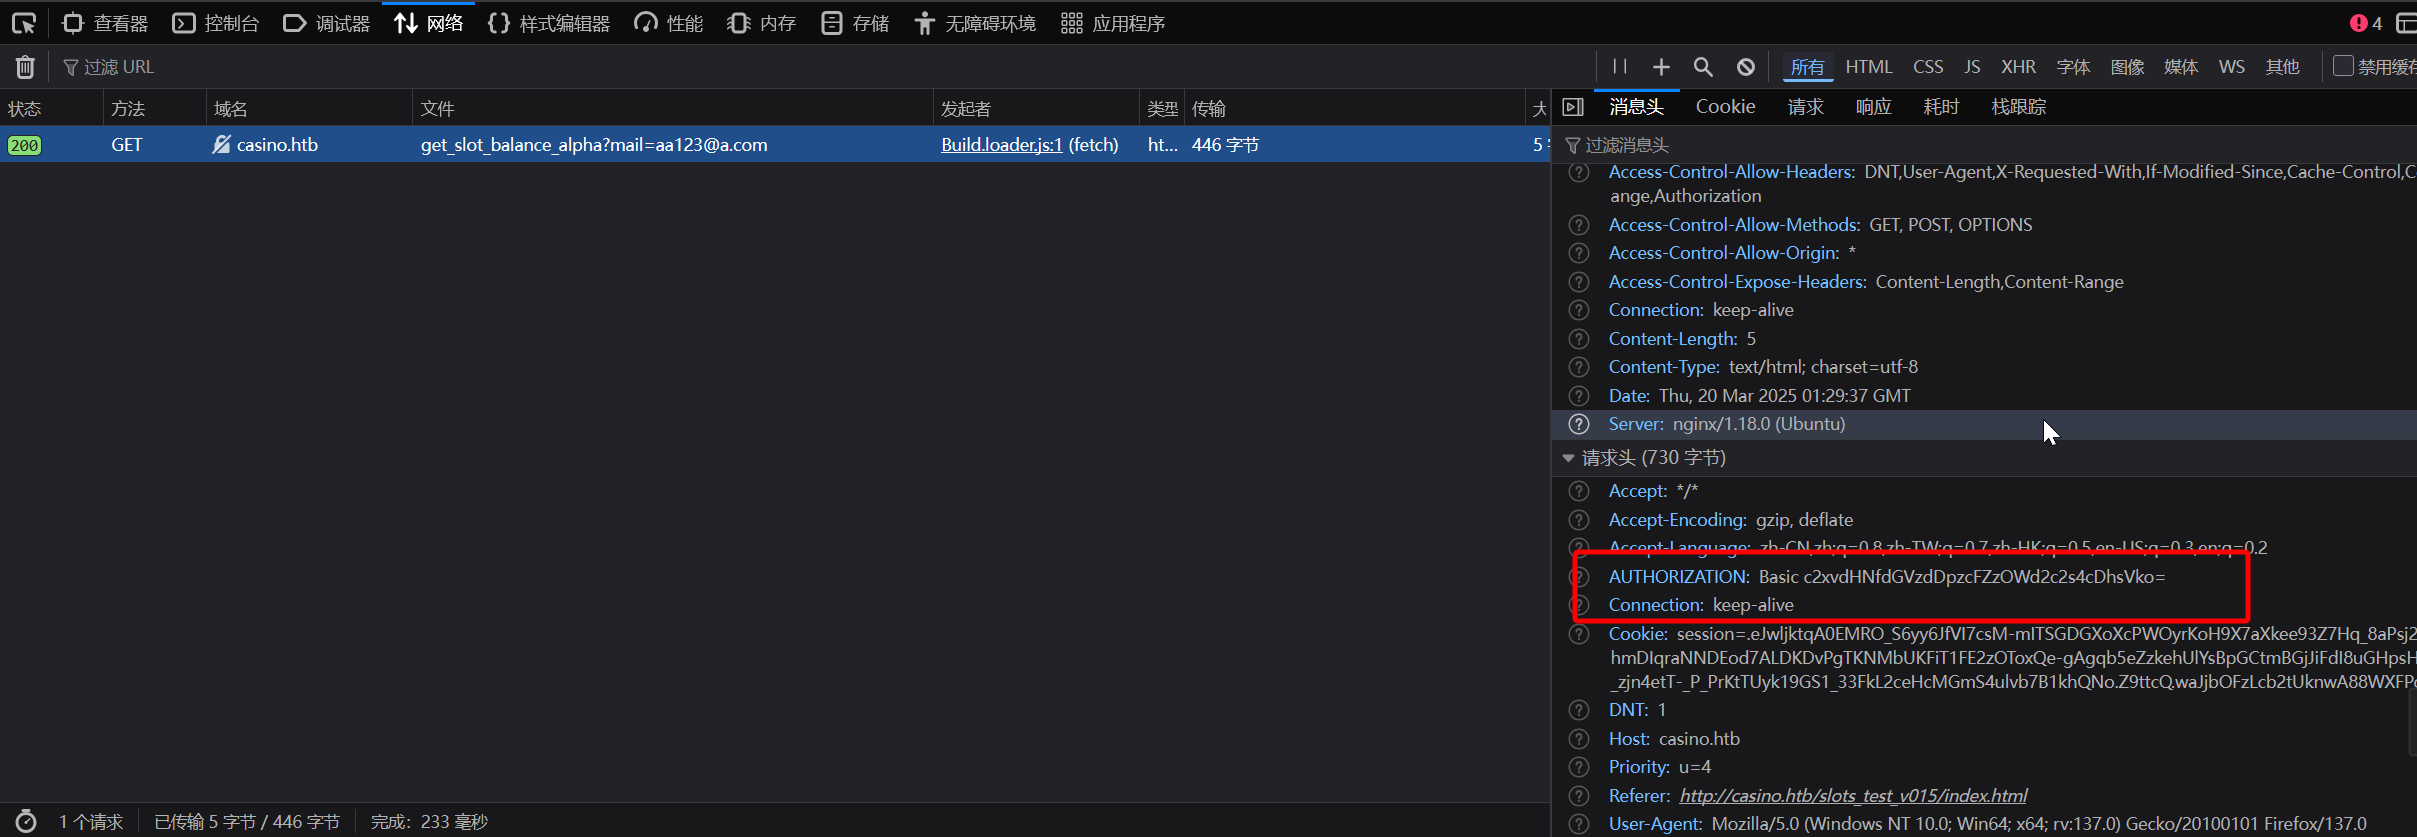 查看器 控制台 调试器 网络 样式编辑器 性能 内存 存储 无障碍环境 应用程序 4
过滤 URL 所有 HTML CSS JS XHR 字体 图像 媒体 WS 其他 禁用缓存
状态 方法 域名 文件 发起者 类型 传输 大
200 GET casino.htb get_slot_balance_alpha?mail=aa123@a.com Build.loader.js:1 (fetch) ht... 446 字节 5
消息头 Cookie 请求 响应 耗时 栈跟踪
过滤消息头
Access-Control-Allow-Headers: DNT,User-Agent,X-Requested-With,If-Modified-Since,Cache-Control,C
ange,Authorization
Access-Control-Allow-Methods: GET, POST, OPTIONS
Access-Control-Allow-Origin: *
Access-Control-Expose-Headers: Content-Length,Content-Range
Connection: keep-alive
Content-Length: 5
Content-Type: text/html; charset=utf-8
Date: Thu, 20 Mar 2025 01:29:37 GMT
Server: nginx/1.18.0 (Ubuntu)
请求头 (730 字节)
Accept: */*
Accept-Encoding: gzip, deflate
Accept-Language: zh-CN,zh;q=0.8,zh-TW;q=0.7,zh-HK;q=0.5,en-US;q=0.3,en;q=0.2
AUTHORIZATION: Basic c2xvdHNfdGVzdDpzcFZzOWd2c2s4cDhsVko=
Connection: keep-alive
Cookie: session=.eJwljktqA0EMRO_S6yy6JfVI7csM-mITSGDGXoXcPWOyrKoH9X7aXkee93Z7Hq_8aPsj2
hmDIqraNNDEod7ALDKDvPgTKNMbUKFiT1FE2zOToxQe-gAgqb5eZzkehUlYsBpGCtmBGjJiFdI8uGHpsH
_zjn4etT-_P_PrKtTUyk19GS1_33FkL2ceHcMGmS4ulvb7B1khQNo.Z9ttcQ.waJjbOFzLcb2tUknwA88WXFP
DNT: 1
Host: casino.htb
Priority: u=4
Referer: http://casino.htb/slots_test_v015/index.html
User-Agent: Mozilla/5.0 (Windows NT 10.0; Win64; x64; rv:137.0) Gecko/20100101 Firefox/137.0
1 个请求 已传输 5 字节 / 446 字节 完成：233 毫秒